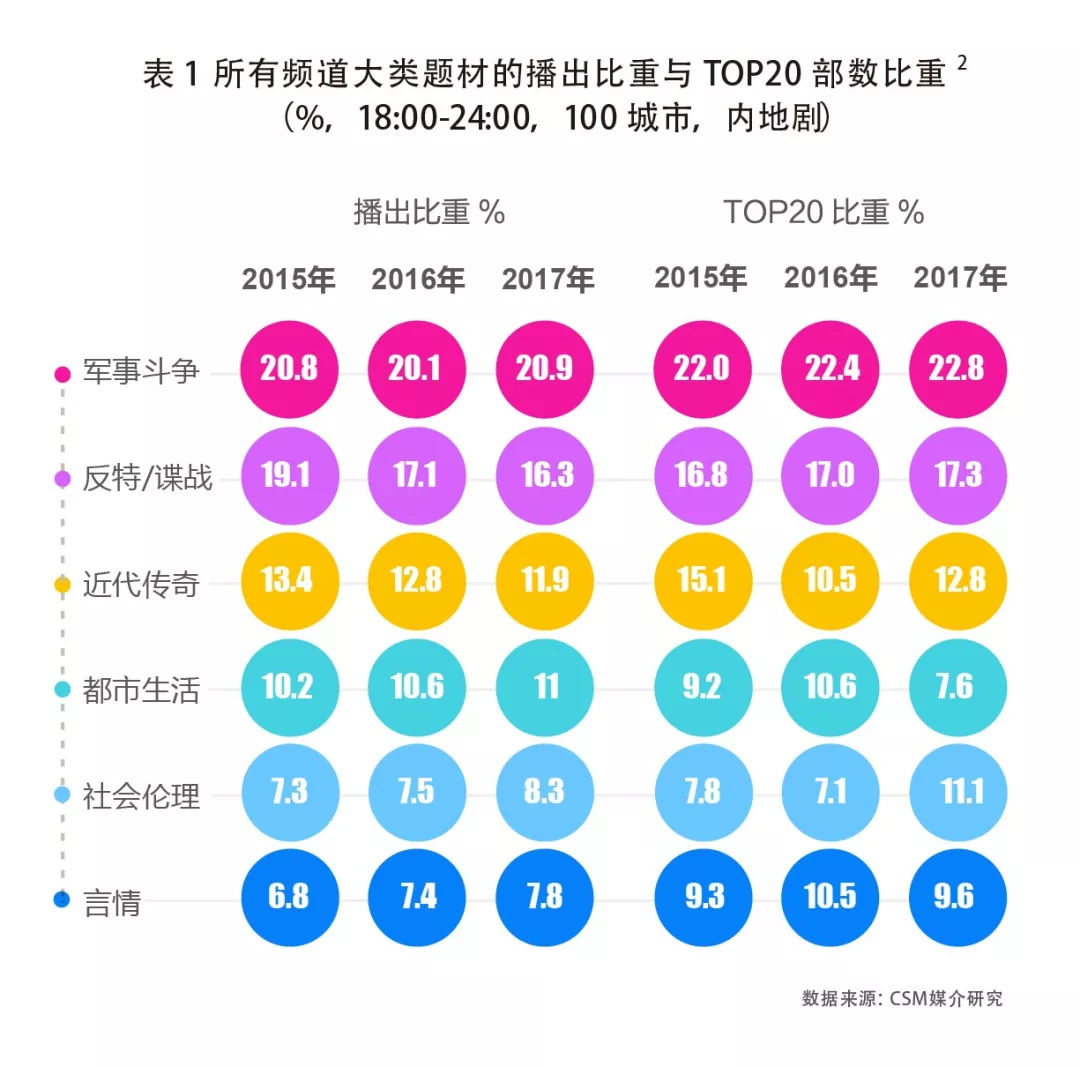 表 1 所有频道大类题材的播出比重与 TOP20 部数比重 2
（%， 18:00-24:00， 100 城市， 内地剧）
播出比重 % TOP20 比重 %
2015年 2016年 2017年 2015年 2016年 2017年
军事斗争 20.8 20.1 20.9 22.0 22.4 22.8
反特/谍战 19.1 17.1 16.3 16.8 17.0 17.3
近代传奇 13.4 12.8 11.9 15.1 10.5 12.8
都市生活 10.2 10.6 11 9.2 10.6 7.6
社会伦理 7.3 7.5 8.3 7.8 7.1 11.1
言情 6.8 7.4 7.8 9.3 10.5 9.6
数据来源: CSM媒介研究